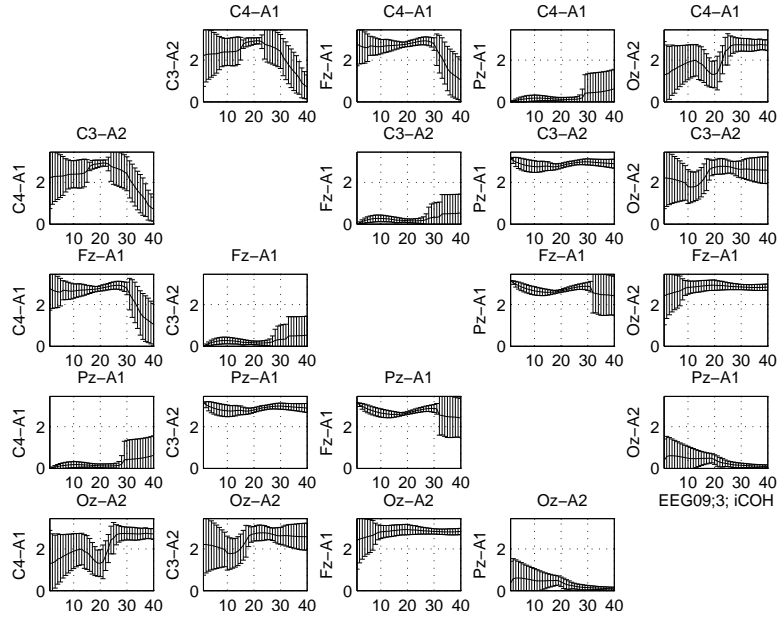 C4−A1 C4−A1 C4−A1 C4−A1
C3−A2 Fz−A1 Pz−A1 Oz−A2
2 2 2 2
0 0 0 0
10 20 30 40 10 20 30 40 10 20 30 40 10 20 30 40
C3−A2 C3−A2 C3−A2 C3−A2
C4−A1 Fz−A1 Pz−A1 Oz−A2
2 2 2 2
0 0 0 0
10 20 30 40 10 20 30 40 10 20 30 40 10 20 30 40
Fz−A1 Fz−A1 Fz−A1 Fz−A1
C4−A1 C3−A2 Pz−A1 Oz−A2
2 2 2 2
0 0 0 0
10 20 30 40 10 20 30 40 10 20 30 40 10 20 30 40
Pz−A1 Pz−A1 Pz−A1 Pz−A1
C4−A1 C3−A2 Fz−A1 Oz−A2
2 2 2 2
0 0 0 0
10 20 30 40 10 20 30 40 10 20 30 40 10 20 30 40
EEG09;3; iCOH
Oz−A2 Oz−A2 Oz−A2 Oz−A2
C4−A1 C3−A2 Fz−A1 Pz−A1
2 2 2 2
0 0 0 0
10 20 30 40 10 20 30 40 10 20 30 40 10 20 30 40